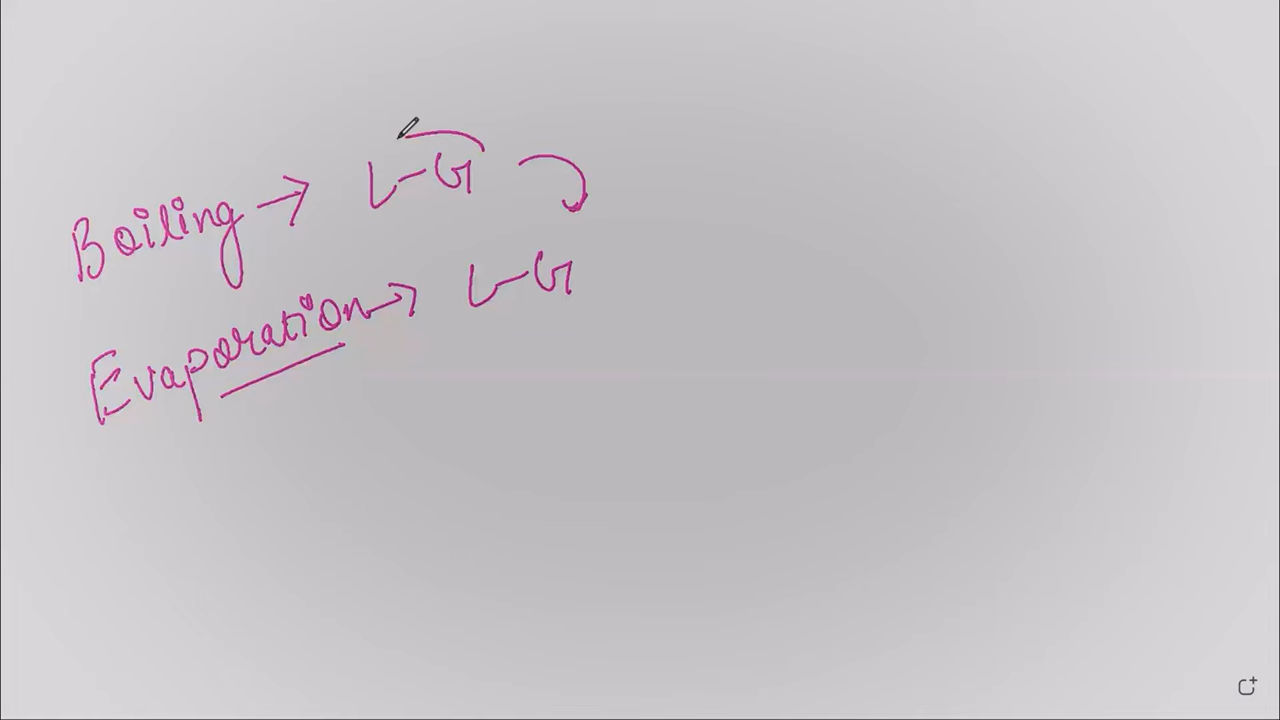 Boiling → L-G
Evaporation → L-G